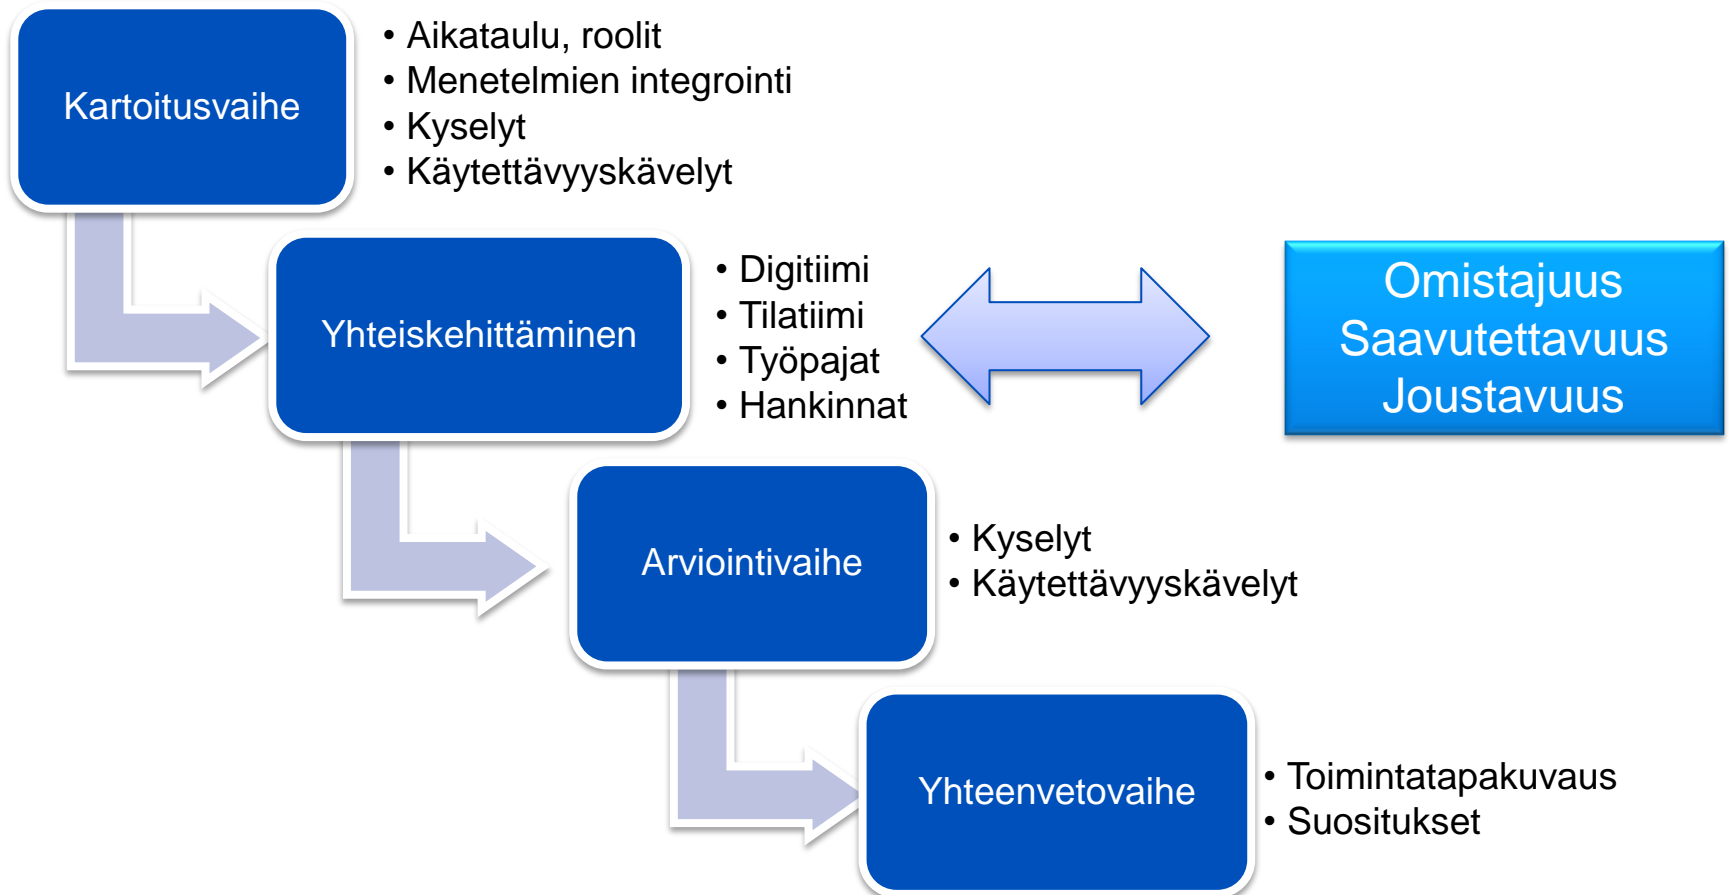 Kartoitusvaihe
• Aikataulu, roolit
• Menetelmien integrointi
• Kyselyt
• Käytettävyyskävelyt
Yhteiskehittäminen
• Digitiimi
• Tilatiimi
• Työpajat
• Hankinnat
Omistajuus
Saavutettavuus
Joustavuus
Arviointivaihe
• Kyselyt
• Käytettävyyskävelyt
Yhteenvetovaihe
• Toimintatapakuvaus
• Suositukset